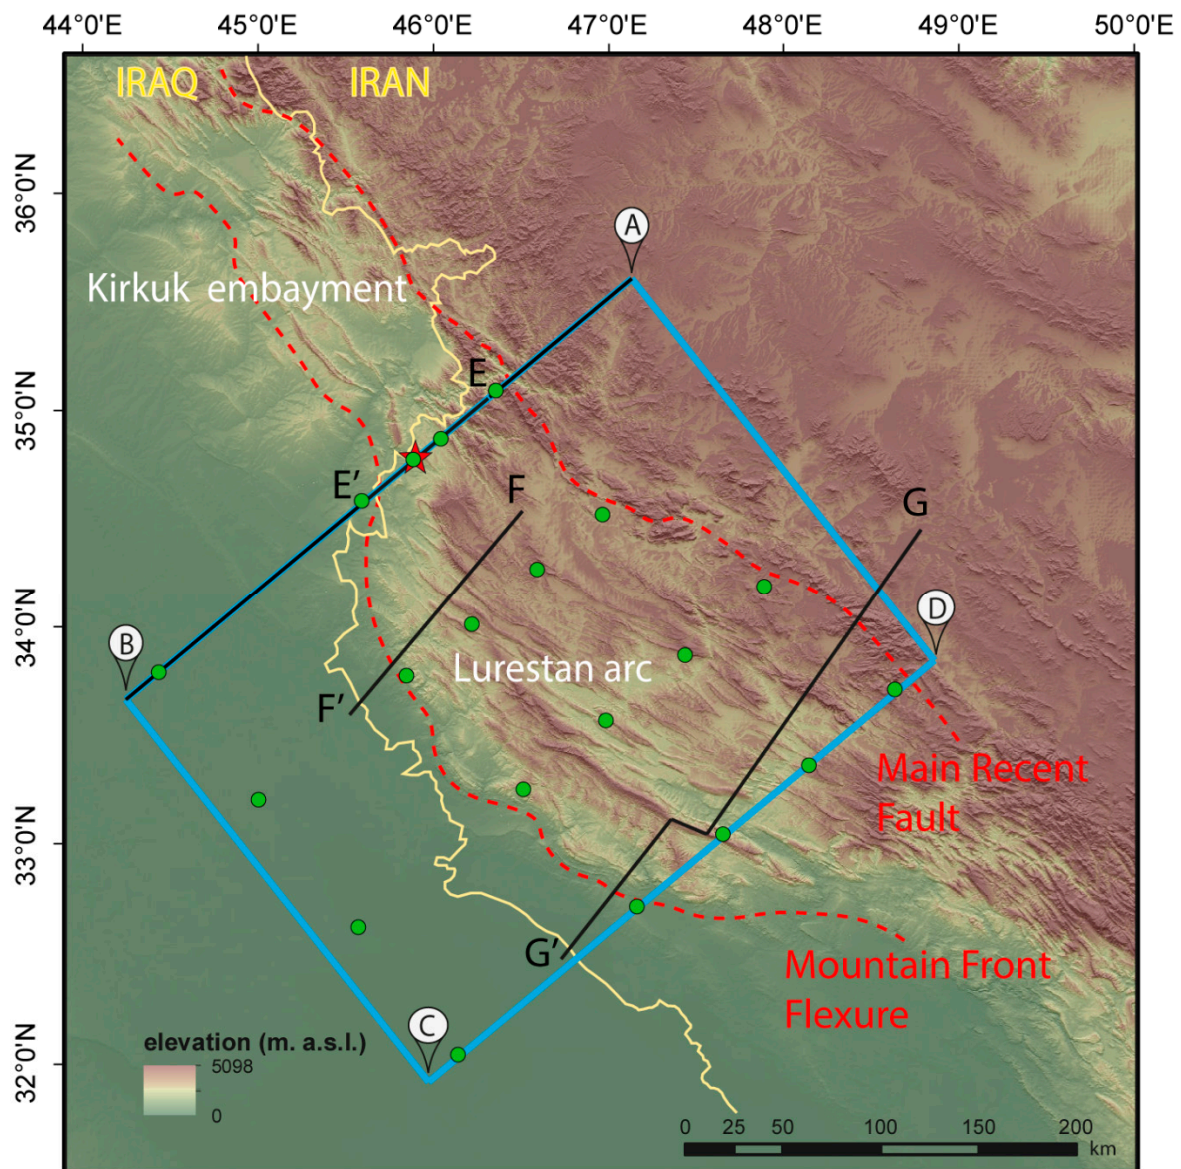 44°0'E 45°0'E 46°0'E 47°0'E 48°0'E 49°0'E 50°0'E
IRAQ IRAN
36°0'N
A
Kirkuk embayment
E
35°0'N
E’
F
G
34°0'N
B
D
Lurestan arc
F’
Main Recent
Fault
33°0'N
G’
Mountain Front
Flexure
C
32°0'N
elevation (m. a.s.l.)
5098
0
0 25 50 100 150 200
km